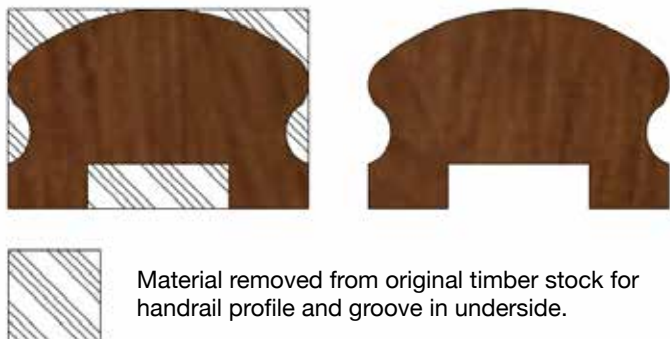 Material removed from original timber stock for
handrail profile and groove in underside.